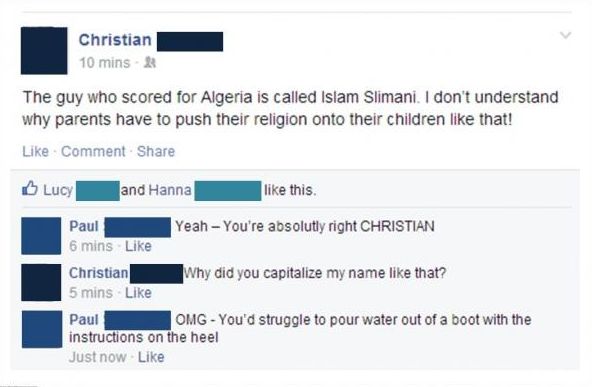 Christian
10 mins ·
The guy who scored for Algeria is called Islam Slimani. I don't understand
why parents have to push their religion onto their children like that!
Like · Comment · Share
Lucy and Hanna like this.
Paul Yeah – You're absolutly right CHRISTIAN
6 mins · Like
Christian Why did you capitalize my name like that?
5 mins · Like
Paul OMG - You'd struggle to pour water out of a boot with the
instructions on the heel
Just now · Like